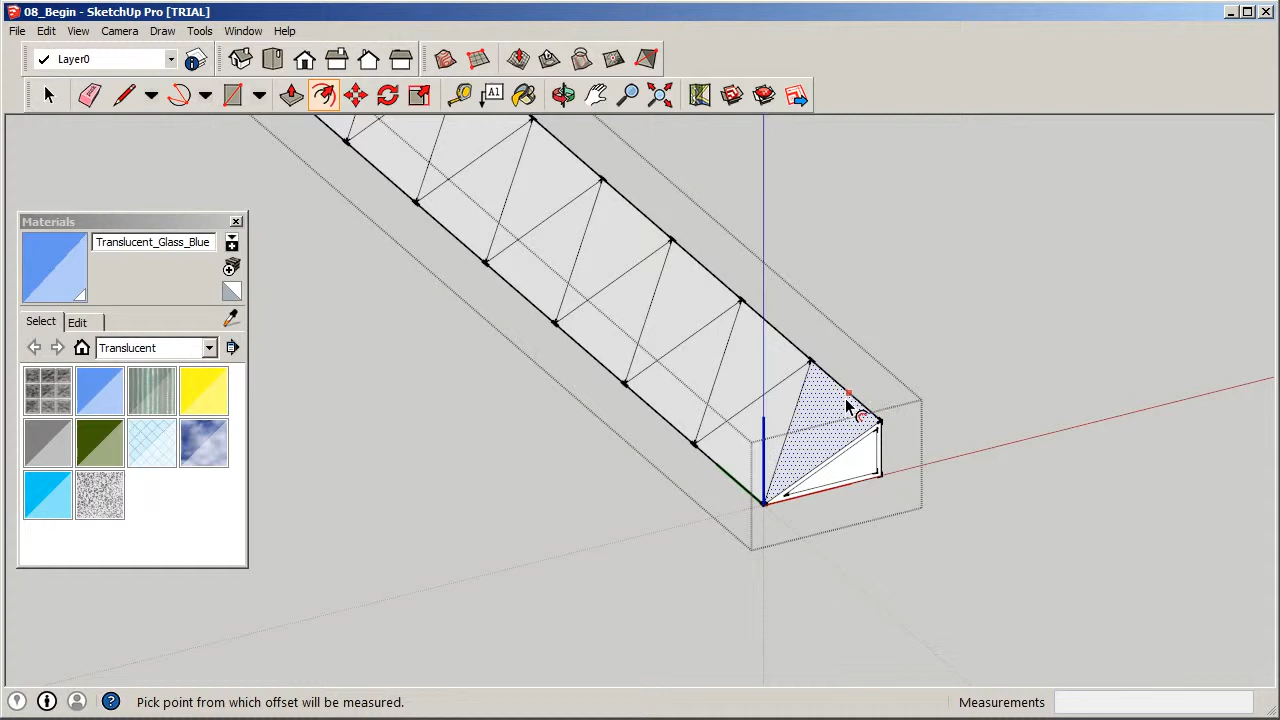 08_Begin - SketchUp Pro [TRIAL]
File Edit View Camera Draw Tools Window Help
Layer0
A1
Materials
Translucent_Glass_Blue
Select Edit
Translucent
Pick point from which offset will be measured.
Measurements